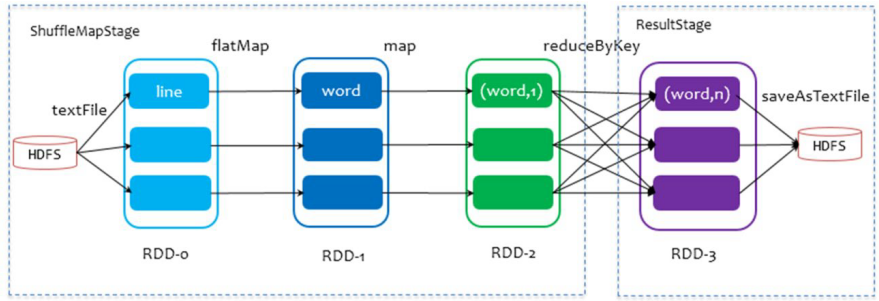 ShuffleMapStage
ResultStage
flatMap
map
reduceByKey
textFile
line
word
(word,1)
(word,n)
saveAsTextFile
HDFS
HDFS
RDD-0
RDD-1
RDD-2
RDD-3